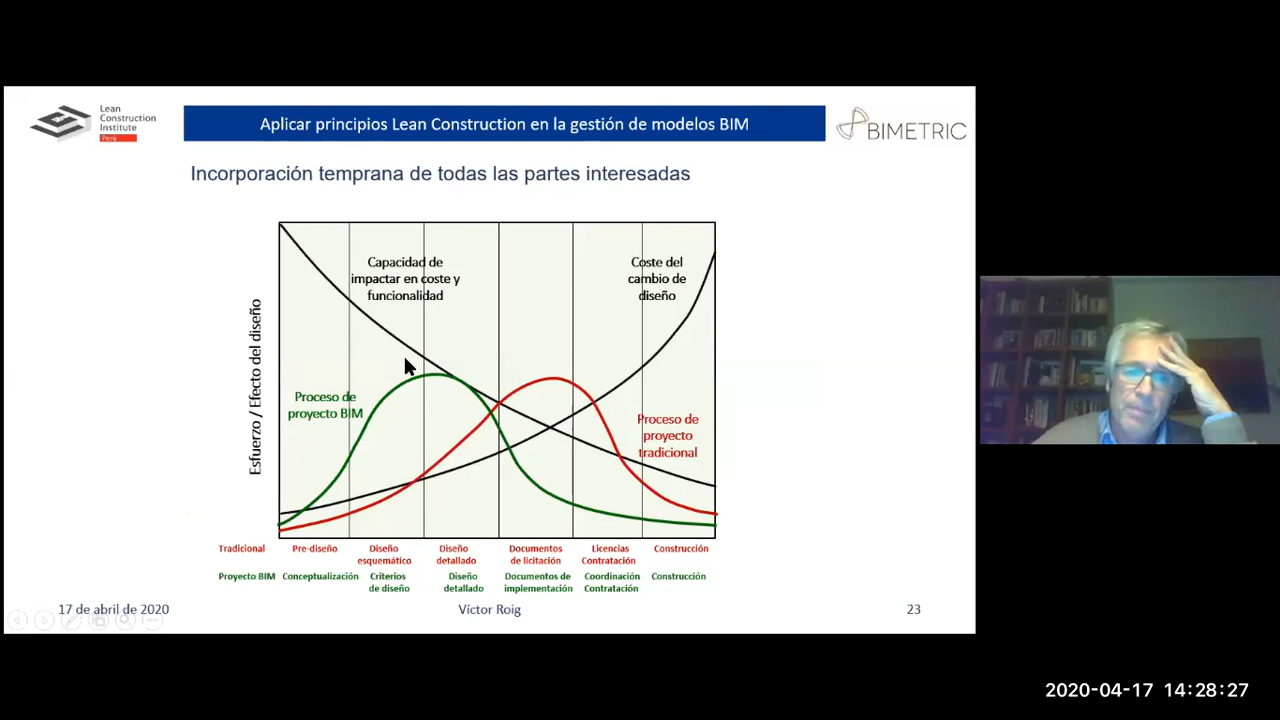 Lean
Construction
Institute
Perú
Aplicar principios Lean Construction en la gestión de modelos BIM
BIMETRIC
Incorporación temprana de todas las partes interesadas
Capacidad de
impactar en coste y
funcionalidad
Coste del
cambio de
diseño
Esfuerzo / Efecto del diseño
Proceso de
proyecto BIM
Proceso de
proyecto
tradicional
Tradicional
Pre-diseño
Diseño
esquemático
Diseño
detallado
Documentos
de licitación
Licencias
Contratación
Construcción
Proyecto BIM
Conceptualización
Criterios
de diseño
Diseño
detallado
Documentos de
implementación
Coordinación
Contratación
Construcción
17 de abril de 2020
Víctor Roig
23
2020-04-17 14:28:27